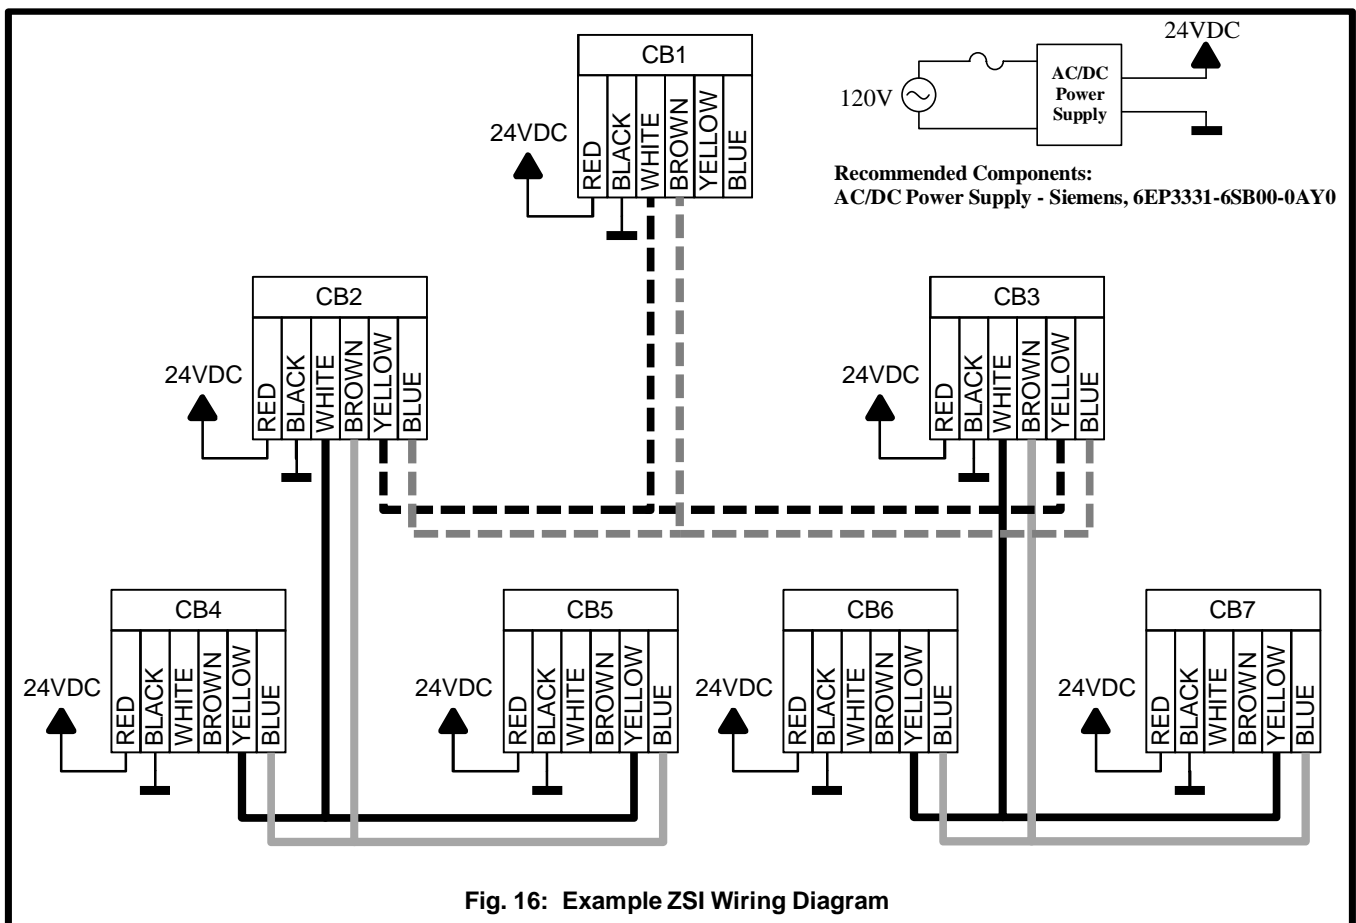 CB1
24VDC
RED
BLACK
WHITE
BROWN
YELLOW
BLUE
24VDC
120V
AC/DC
Power
Supply
Recommended Components:
AC/DC Power Supply - Siemens, 6EP3331-6SB00-0AY0
CB2
24VDC
RED
BLACK
WHITE
BROWN
YELLOW
BLUE
CB3
24VDC
RED
BLACK
WHITE
BROWN
YELLOW
BLUE
CB4
24VDC
RED
BLACK
WHITE
BROWN
YELLOW
BLUE
CB5
24VDC
RED
BLACK
WHITE
BROWN
YELLOW
BLUE
CB6
24VDC
RED
BLACK
WHITE
BROWN
YELLOW
BLUE
CB7
24VDC
RED
BLACK
WHITE
BROWN
YELLOW
BLUE
Fig. 16: Example ZSI Wiring Diagram